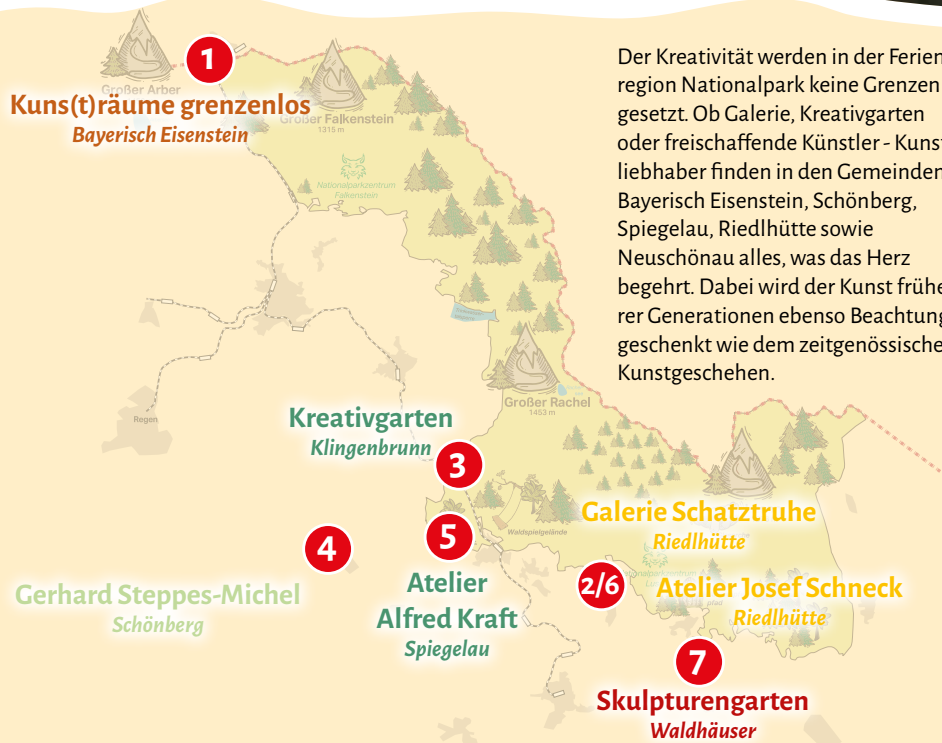 1
Großer Arber
Kuns(t)räume grenzenlos
Bayerisch Eisenstein
Großer Falkenstein
1315 m
Nationalparkzentrum
Falkenstein
Der Kreativität werden in der Ferien
region Nationalpark keine Grenzen
gesetzt. Ob Galerie, Kreativgarten
oder freischaffende Künstler - Kunst
liebhaber finden in den Gemeinden
Bayerisch Eisenstein, Schönberg,
Spiegelau, Riedlhütte sowie
Neuschönau alles, was das Herz
begehrt. Dabei wird der Kunst frühe
rer Generationen ebenso Beachtung
geschenkt wie dem zeitgenössische
Kunstgeschehen.
Großer Rachel
1453 m
Regen
Kreativgarten
Klingenbrunn
3
Waldspielgelände
Galerie Schatztruhe
Riedlhütte
4
5
Gerhard Steppes-Michel
Schönberg
Atelier
Alfred Kraft
Spiegelau
2/6
Atelier Josef Schneck
Riedlhütte
7
Skulpturengarten
Waldhäuser